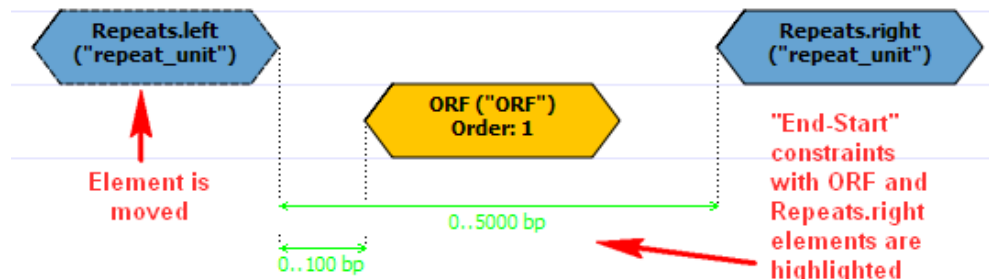 Repeats.left
("repeat_unit")
Repeats.right
("repeat_unit")
ORF ("ORF")
Order: 1
Element is
moved
"End-Start"
constraints
with ORF and
Repeats.right
elements are
highlighted
0..5000 bp
0..100 bp